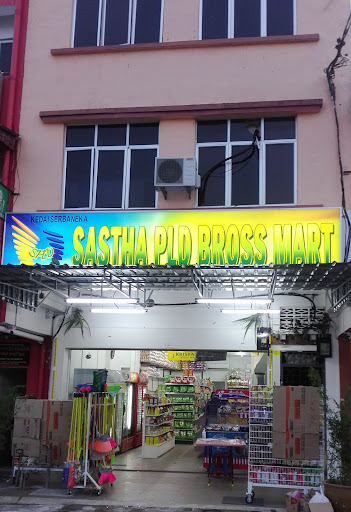 KEDAI SERBANEKA
SASTHA PLD BROSS MART